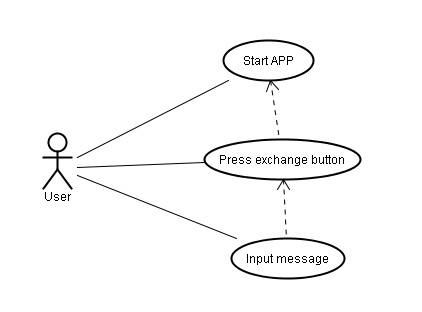 Start APP
Press exchange button
User
Input message